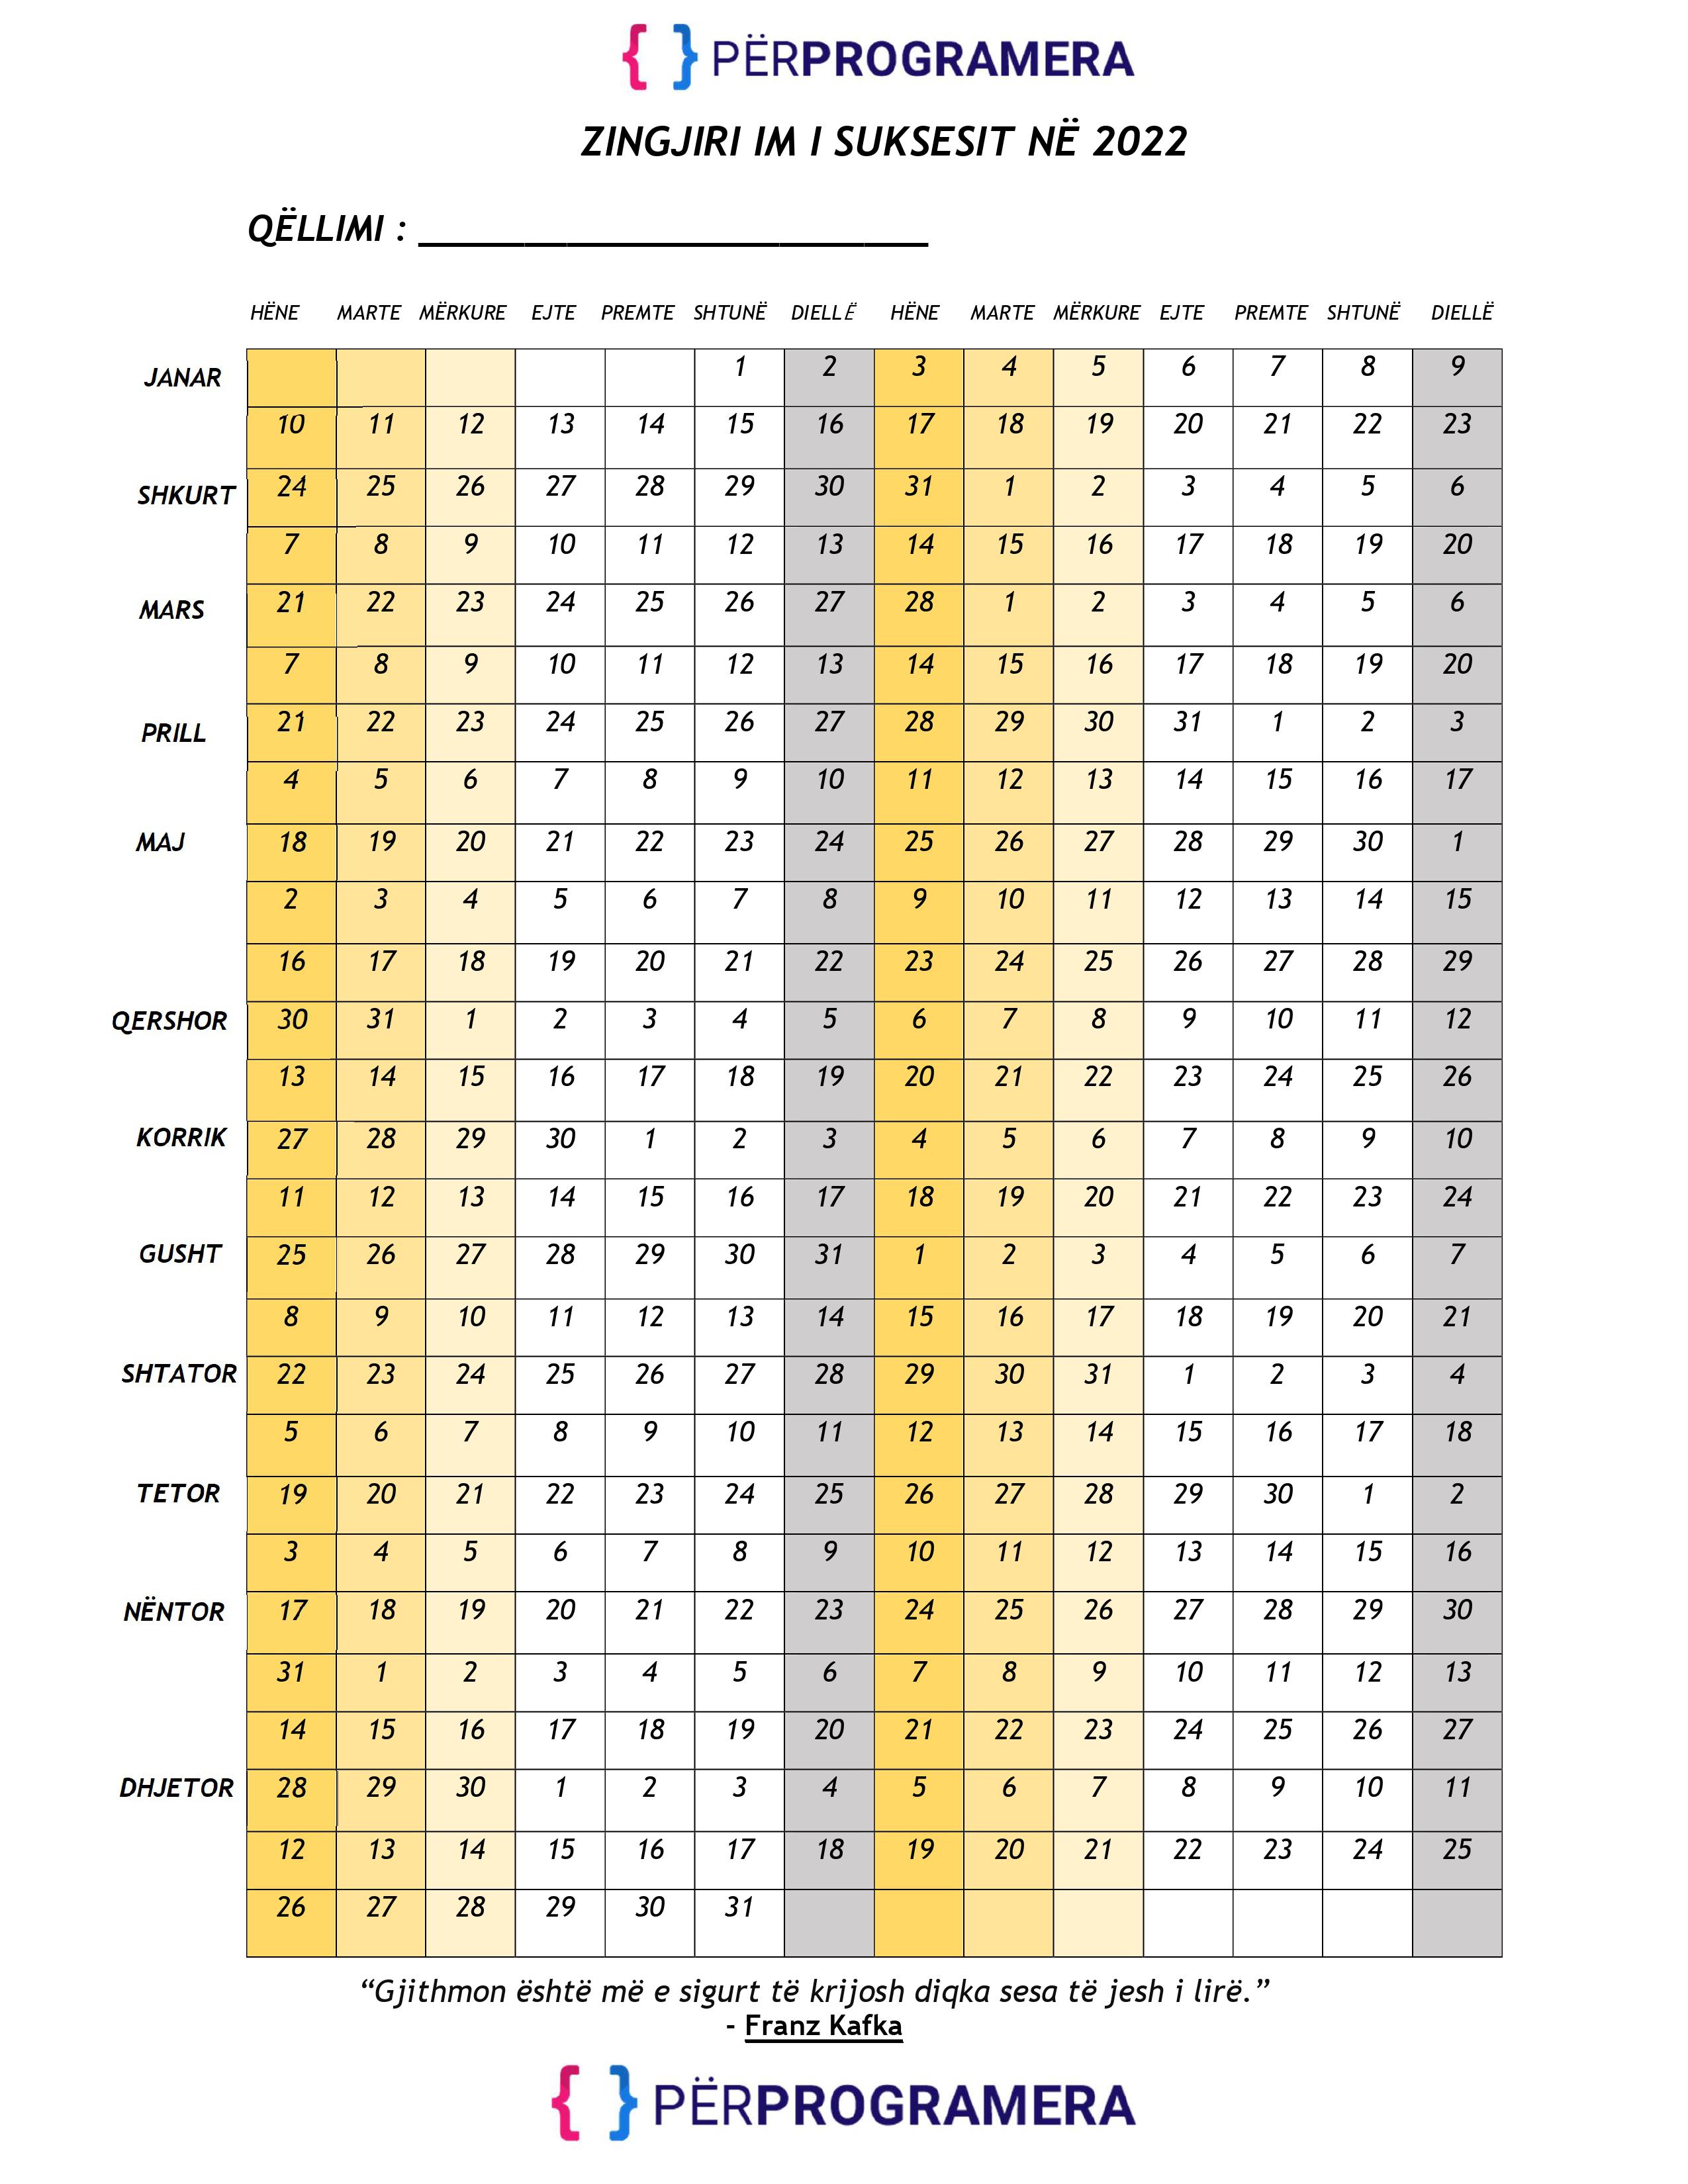 { } PËRPROGRAMERA
ZINGJIRI IM I SUKSESIT NË 2022
QËLLIMI : ________________________
HËNE MARTE MËRKURE EJTE PREMTE SHTUNË DIELLË HËNE MARTE MËRKURE EJTE PREMTE SHTUNË DIELLË
JANAR 1 2 3 4 5 6 7 8 9
10 11 12 13 14 15 16 17 18 19 20 21 22 23
SHKURT 24 25 26 27 28 29 30 31 1 2 3 4 5 6
7 8 9 10 11 12 13 14 15 16 17 18 19 20
MARS 21 22 23 24 25 26 27 28 1 2 3 4 5 6
7 8 9 10 11 12 13 14 15 16 17 18 19 20
PRILL 21 22 23 24 25 26 27 28 29 30 31 1 2 3
4 5 6 7 8 9 10 11 12 13 14 15 16 17
MAJ 18 19 20 21 22 23 24 25 26 27 28 29 30 1
2 3 4 5 6 7 8 9 10 11 12 13 14 15
16 17 18 19 20 21 22 23 24 25 26 27 28 29
QERSHOR 30 31 1 2 3 4 5 6 7 8 9 10 11 12
13 14 15 16 17 18 19 20 21 22 23 24 25 26
KORRIK 27 28 29 30 1 2 3 4 5 6 7 8 9 10
11 12 13 14 15 16 17 18 19 20 21 22 23 24
GUSHT 25 26 27 28 29 30 31 1 2 3 4 5 6 7
8 9 10 11 12 13 14 15 16 17 18 19 20 21
SHTATOR 22 23 24 25 26 27 28 29 30 31 1 2 3 4
5 6 7 8 9 10 11 12 13 14 15 16 17 18
TETOR 19 20 21 22 23 24 25 26 27 28 29 30 1 2
3 4 5 6 7 8 9 10 11 12 13 14 15 16
NËNTOR 17 18 19 20 21 22 23 24 25 26 27 28 29 30
31 1 2 3 4 5 6 7 8 9 10 11 12 13
14 15 16 17 18 19 20 21 22 23 24 25 26 27
DHJETOR 28 29 30 1 2 3 4 5 6 7 8 9 10 11
12 13 14 15 16 17 18 19 20 21 22 23 24 25
26 27 28 29 30 31
“Gjithmon është më e sigurt të krijosh diqka sesa të jesh i lirë.”
- Franz Kafka
{ } PËRPROGRAMERA